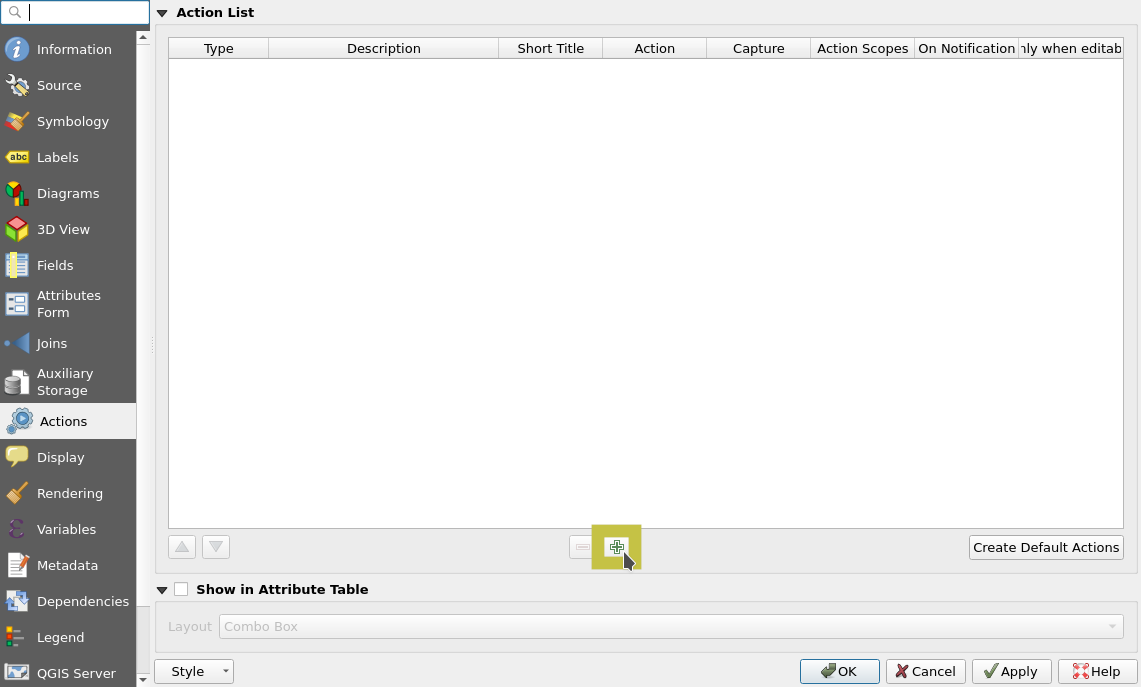 Information
Source
Symbology
abc Labels
Diagrams
3D View
Fields
Attributes
Form
Joins
Auxiliary
Storage
Actions
Display
Rendering
Variables
Metadata
Dependencies
Legend
QGIS Server
Action List
Type Description Short Title Action Capture Action Scopes On Notification nly when editab
Create Default Actions
Show in Attribute Table
Layout Combo Box
Style OK Cancel Apply Help